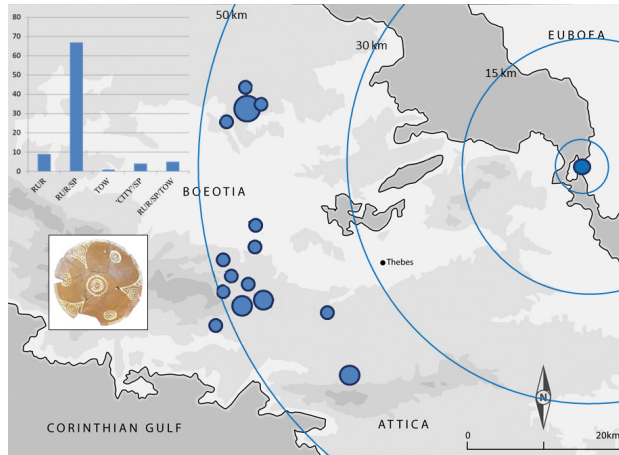 80
70
60
50
40
30
20
10
0
RUR
RUR/SP
TOW
'CITY'/SP
RUR/SP/TOW
50 km
30 km
15 km
EUBOEA
BOEOTIA
Thebes
N
CORINTHIAN GULF
ATTICA
0
20km